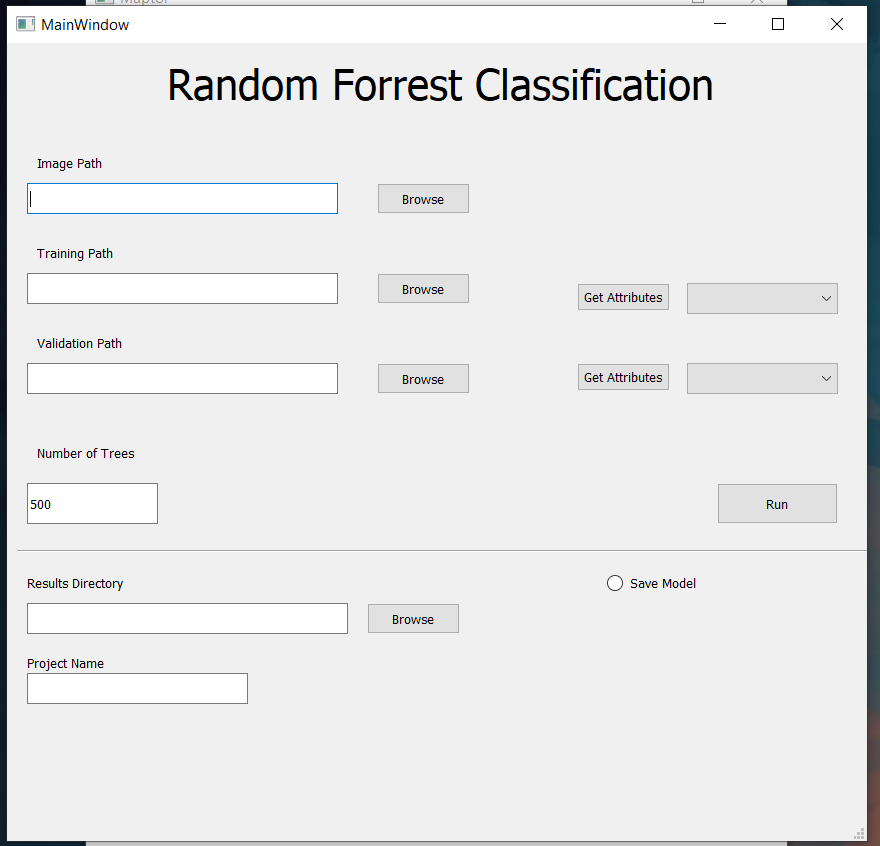 MainWindow
Random Forrest Classification
Image Path
Browse
Training Path
Browse
Get Attributes
Validation Path
Browse
Get Attributes
Number of Trees
500
Run
Results Directory
Save Model
Browse
Project Name